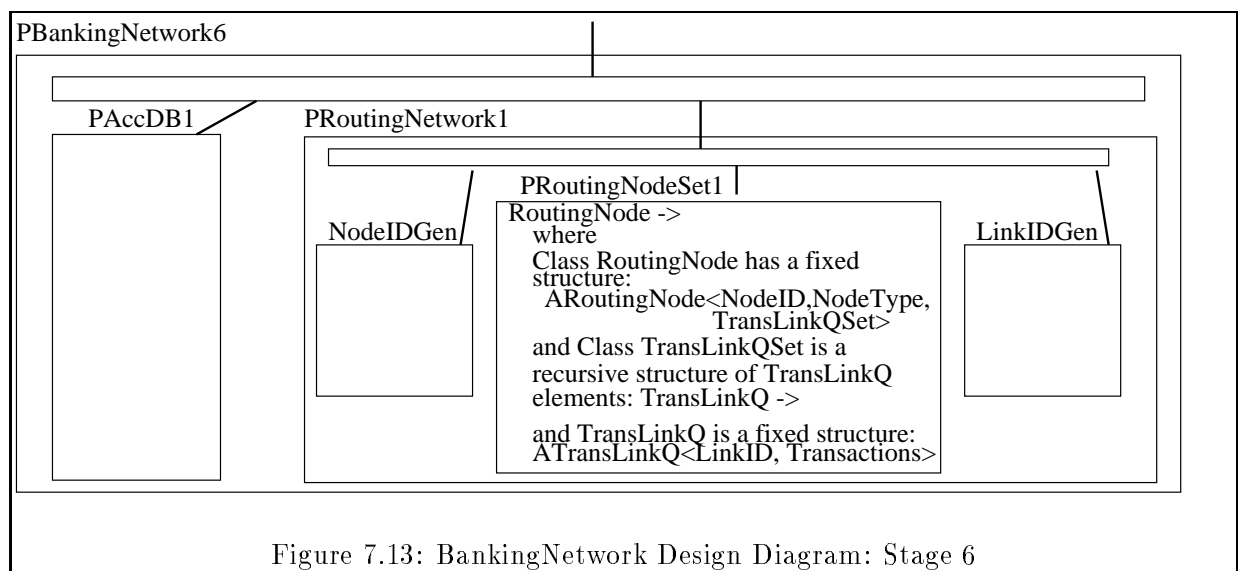 PBankingNetwork6
PAccDB1
PRoutingNetwork1
PRoutingNodeSet1
NodeIDGen
RoutingNode ->
where
Class RoutingNode has a fixed
structure:
ARoutingNode<NodeID,NodeType,
TransLinkQSet>
and Class TransLinkQSet is a
recursive structure of TransLinkQ
elements: TransLinkQ ->
and TransLinkQ is a fixed structure:
ATransLinkQ<LinkID, Transactions>
LinkIDGen
Figure 7.13: BankingNetwork Design Diagram: Stage 6